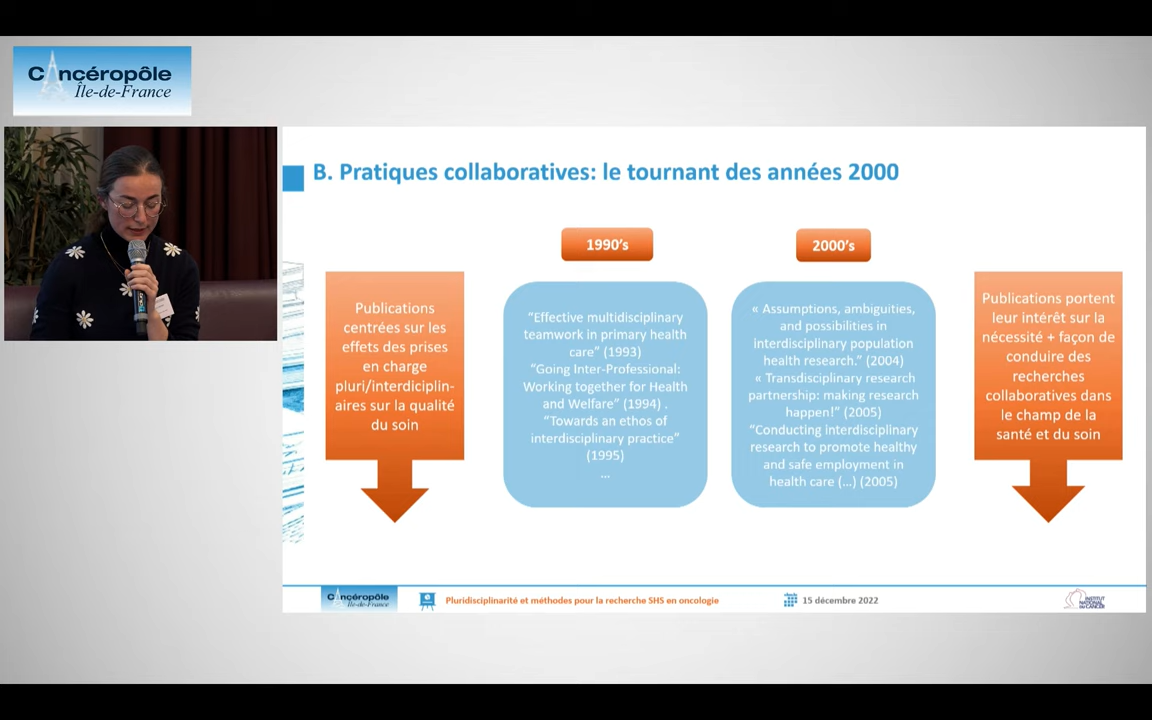 Cancéropôle
Île-de-France
B. Pratiques collaboratives: le tournant des années 2000
1990’s
2000’s
Publications
centrées sur les
effets des prises
en charge
pluri/interdiciplin-
aires sur la qualité
du soin
“Effective multidisciplinary
teamwork in primary health
care” (1993)
“Going Inter-Professional:
Working together for Health
and Welfare” (1994) .
“Towards an ethos of
interdisciplinary practice”
(1995)
…
« Assumptions, ambiguities,
and possibilities in
interdisciplinary population
health research.” (2004)
« Transdisciplinary research
partnership: making research
happen!” (2005)
“Conducting interdisciplinary
research to promote healthy
and safe employment in
health care (…) (2005)
Publications portent
leur intérêt sur la
nécessité + façon de
conduire des
recherches
collaboratives dans
le champ de la
santé et du soin
Cancéropôle
Île-de-France
Pluridisciplinarité et méthodes pour la recherche SHS en oncologie
15 décembre 2022
INSTITUT
NATIONAL
DU CANCER